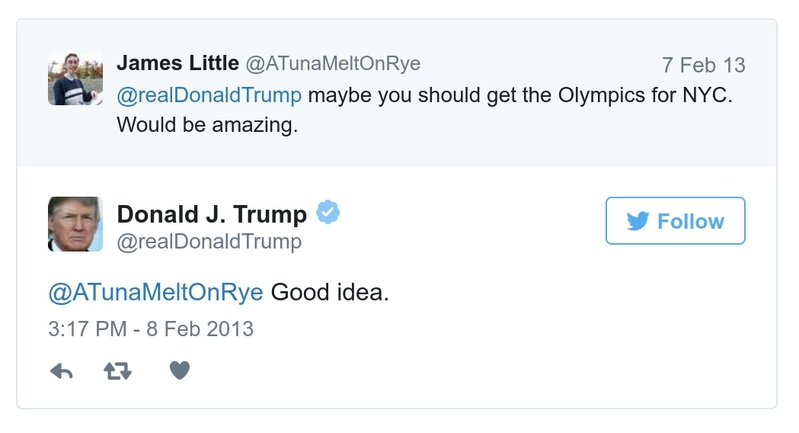 James Little @ATunaMeltOnRye 7 Feb 13
@realDonaldTrump maybe you should get the Olympics for NYC.
Would be amazing.
Donald J. Trump
@realDonaldTrump
Follow
@ATunaMeltOnRye Good idea.
3:17 PM - 8 Feb 2013